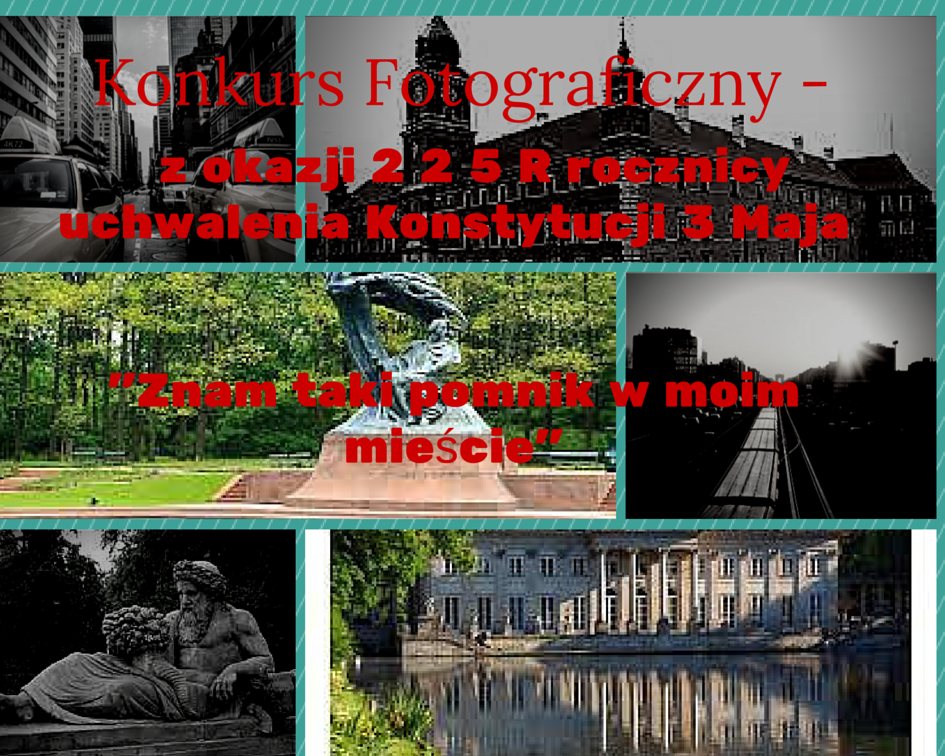 Konkurs Fotograficzny -
z okazji 2 2 5 R rocznicy
uchwalenia Konstytucji 3 Maja
"Znam taki pomnik w moim
mieście"